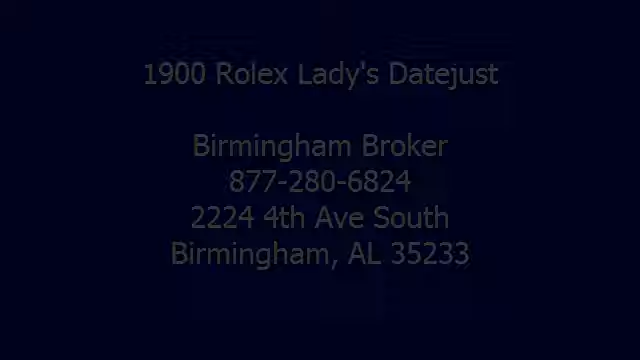 1900 Rolex Lady's Datejust
Birmingham Broker
877-280-6824
2224 4th Ave South
Birmingham, AL 35233